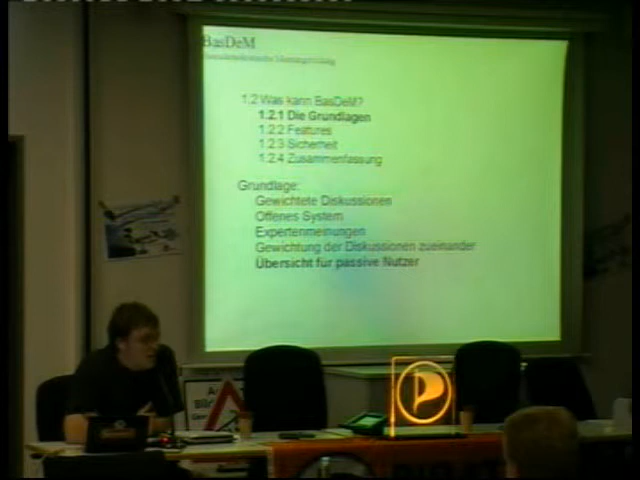 BasDeM
1.2 Was kann BasDeM?
1.2.1 Die Grundlagen
1.2.2 Features
1.2.3 Sicherheit
1.2.4 Zusammenfassung
Grundlage:
Gewichtete Diskussionen
Offenes System
Expertenmeinungen
Gewichtung der Diskussionen zueinander
Übersicht für passive Nutzer